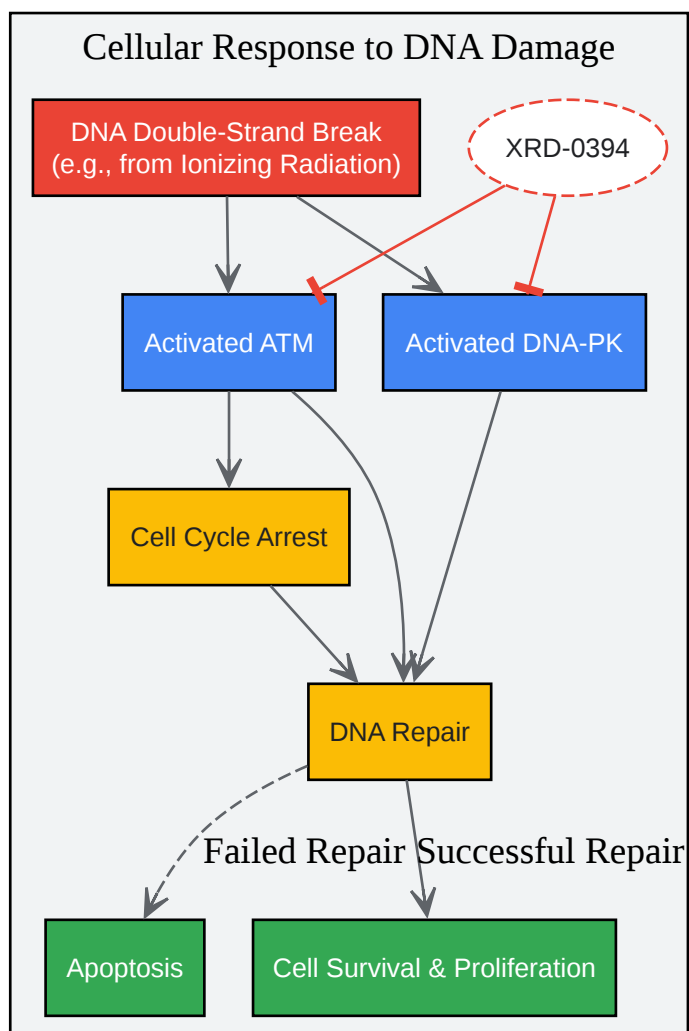 Cellular Response to DNA Damage
DNA Double-Strand Break
(e.g., from Ionizing Radiation)
XRD-0394
Activated ATM
Activated DNA-PK
Cell Cycle Arrest
DNA Repair
Failed Repair
Successful Repair
Apoptosis
Cell Survival & Proliferation